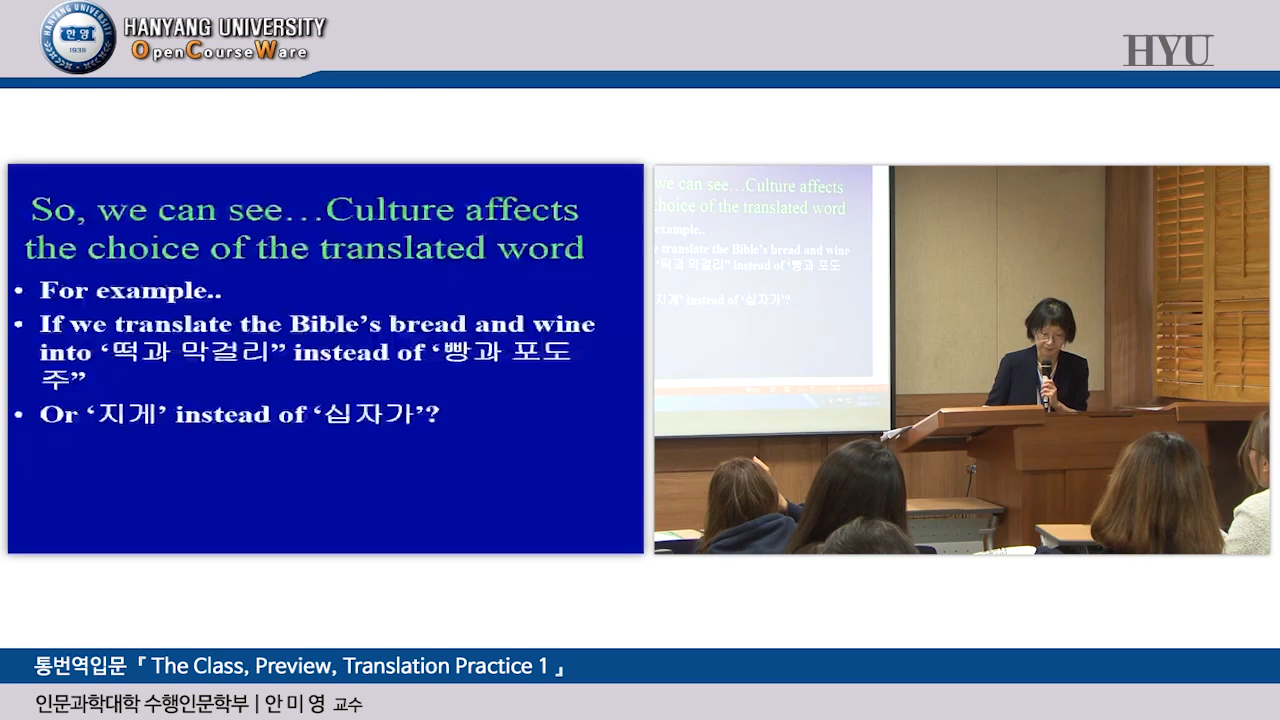 HANYANG UNIVERSITY
OpenCourseWare
HANYANG UNIVERSITY
한양
1939
HYU
So, we can see…Culture affects
the choice of the translated word
• For example..
• If we translate the Bible’s bread and wine
into ‘떡과 막걸리” instead of ‘빵과 포도
주”
• Or ‘지게’ instead of ‘십자가’?
we can see…Culture affects
choice of the translated word
example..
translate the Bible’s bread and wine
‘떡과 막걸리” instead of ‘빵과 포도
지게’ instead of ‘십자가’?
통번역입문 『 The Class, Preview, Translation Practice 1 』
인문과학대학 수행인문학부 | 안 미 영 교수